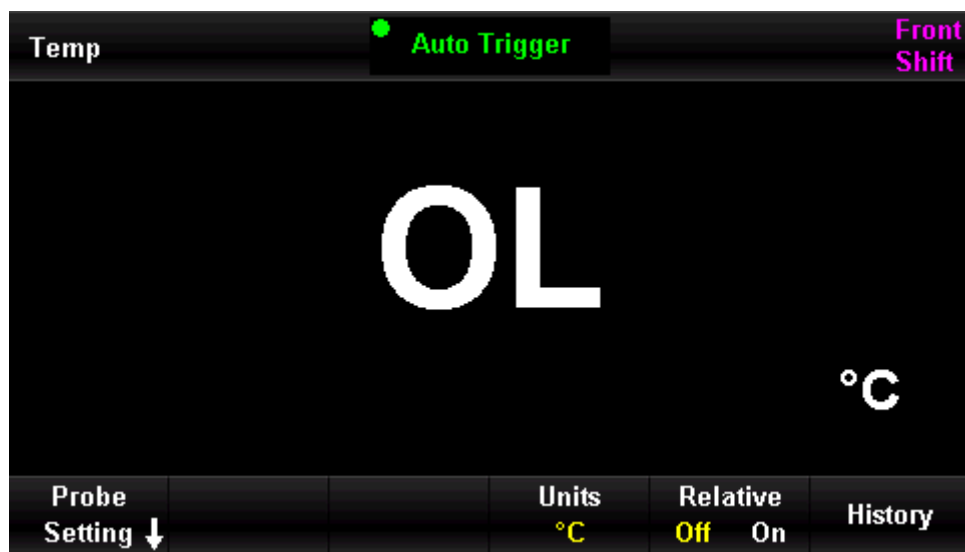 Temp
Auto Trigger
Front
Shift
OL
°C
Probe
Setting ↓
Units
°C
Relative
Off On
History